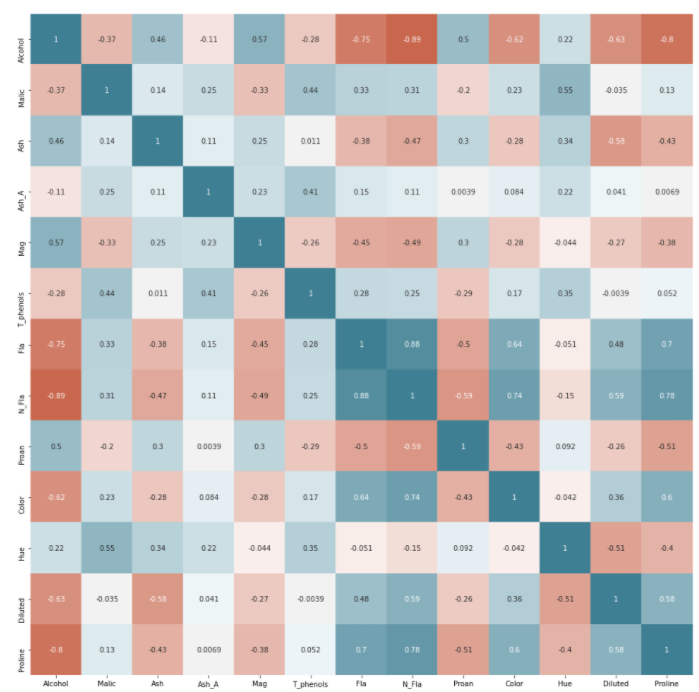 Alcohol 1 -0.37 0.46 -0.11 0.57 -0.28 -0.75 -0.89 0.5 -0.62 0.22 -0.63 -0.8
Malic -0.37 1 0.14 0.25 -0.33 0.44 0.33 0.31 -0.2 0.23 0.55 -0.035 0.13
Ash 0.46 0.14 1 0.11 0.25 0.011 -0.38 -0.47 0.3 -0.28 0.34 -0.58 -0.43
Ash_A -0.11 0.25 0.11 1 0.23 0.41 0.15 0.11 0.0039 0.084 0.22 0.041 0.0069
Mag 0.57 -0.33 0.25 0.23 1 -0.26 -0.45 -0.49 0.3 -0.28 -0.044 -0.27 -0.38
T_phenols -0.28 0.44 0.011 0.41 -0.26 1 0.28 0.25 -0.29 0.17 0.35 -0.0039 0.052
Fla -0.75 0.33 -0.38 0.15 -0.45 0.28 1 0.88 -0.5 0.64 -0.051 0.48 0.7
N_Fla -0.89 0.31 -0.47 0.11 -0.49 0.25 0.88 1 -0.59 0.74 -0.15 0.59 0.78
Proan 0.5 -0.2 0.3 0.0039 0.3 -0.29 -0.5 -0.59 1 -0.43 0.092 -0.26 -0.51
Color -0.62 0.23 -0.28 0.084 -0.28 0.17 0.64 0.74 -0.43 1 -0.042 0.36 0.6
Hue 0.22 0.55 0.34 0.22 -0.044 0.35 -0.051 -0.15 0.092 -0.042 1 -0.51 -0.4
Diluted -0.63 -0.035 -0.58 0.041 -0.27 -0.0039 0.48 0.59 -0.26 0.36 -0.51 1 0.58
Proline -0.8 0.13 -0.43 0.0069 -0.38 0.052 0.7 0.78 -0.51 0.6 -0.4 0.58 1
Alcohol Malic Ash Ash_A Mag T_phenols Fla N_Fla Proan Color Hue Diluted Proline